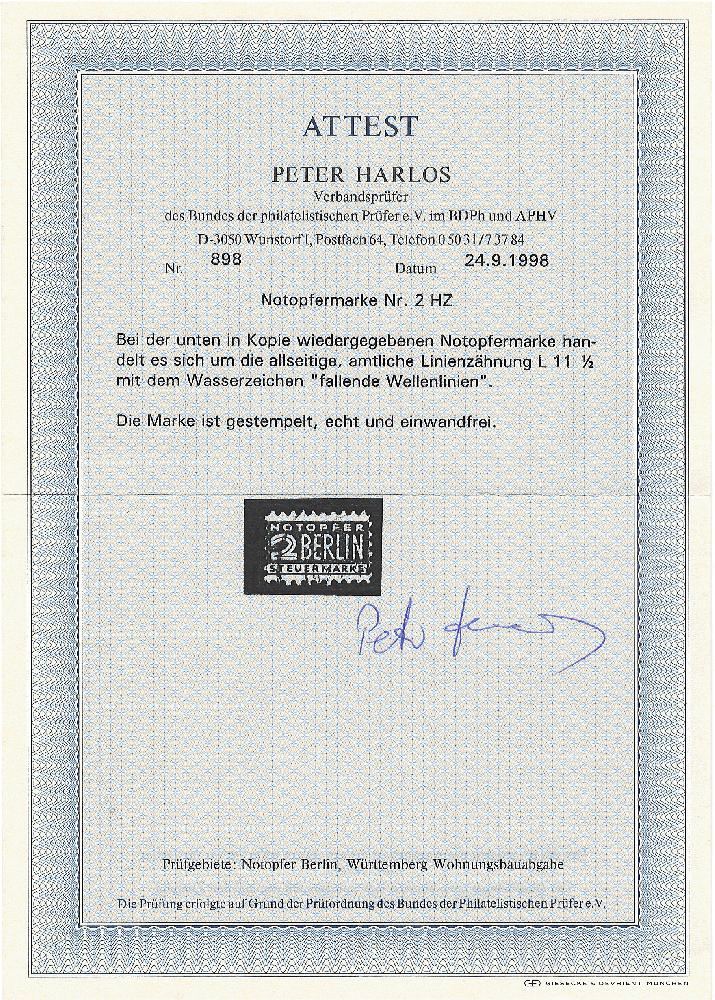 ATTEST
PETER HARLOS
Verbandsprüfer
des Bundes der philatelistischen Prüfer e.V. im BDPh und APHV
D-3050 Wunstorf 1, Postfach 64, Telefon 0 50 31/7 37 84
Nr. 898 Datum 24.9.1998
Notopfermarke Nr. 2 HZ
Bei der unten in Kopie wiedergegebenen Notopfermarke han-
delt es sich um die allseitige, amtliche Linienzähnung L 11 ½
mit dem Wasserzeichen "fallende Wellenlinien".
Die Marke ist gestempelt, echt und einwandfrei.
NOTOPFER
2 BERLIN
STEUERMARKE
Peter
Prüfgebiete: Notopfer Berlin, Württemberg Wohnungsbauabgabe
Die Prüfung erfolgte auf Grund der Prüfordnung des Bundes der Philatelistischen Prüfer e.V.
GIESECKE & DEVRIENT MÜNCHEN